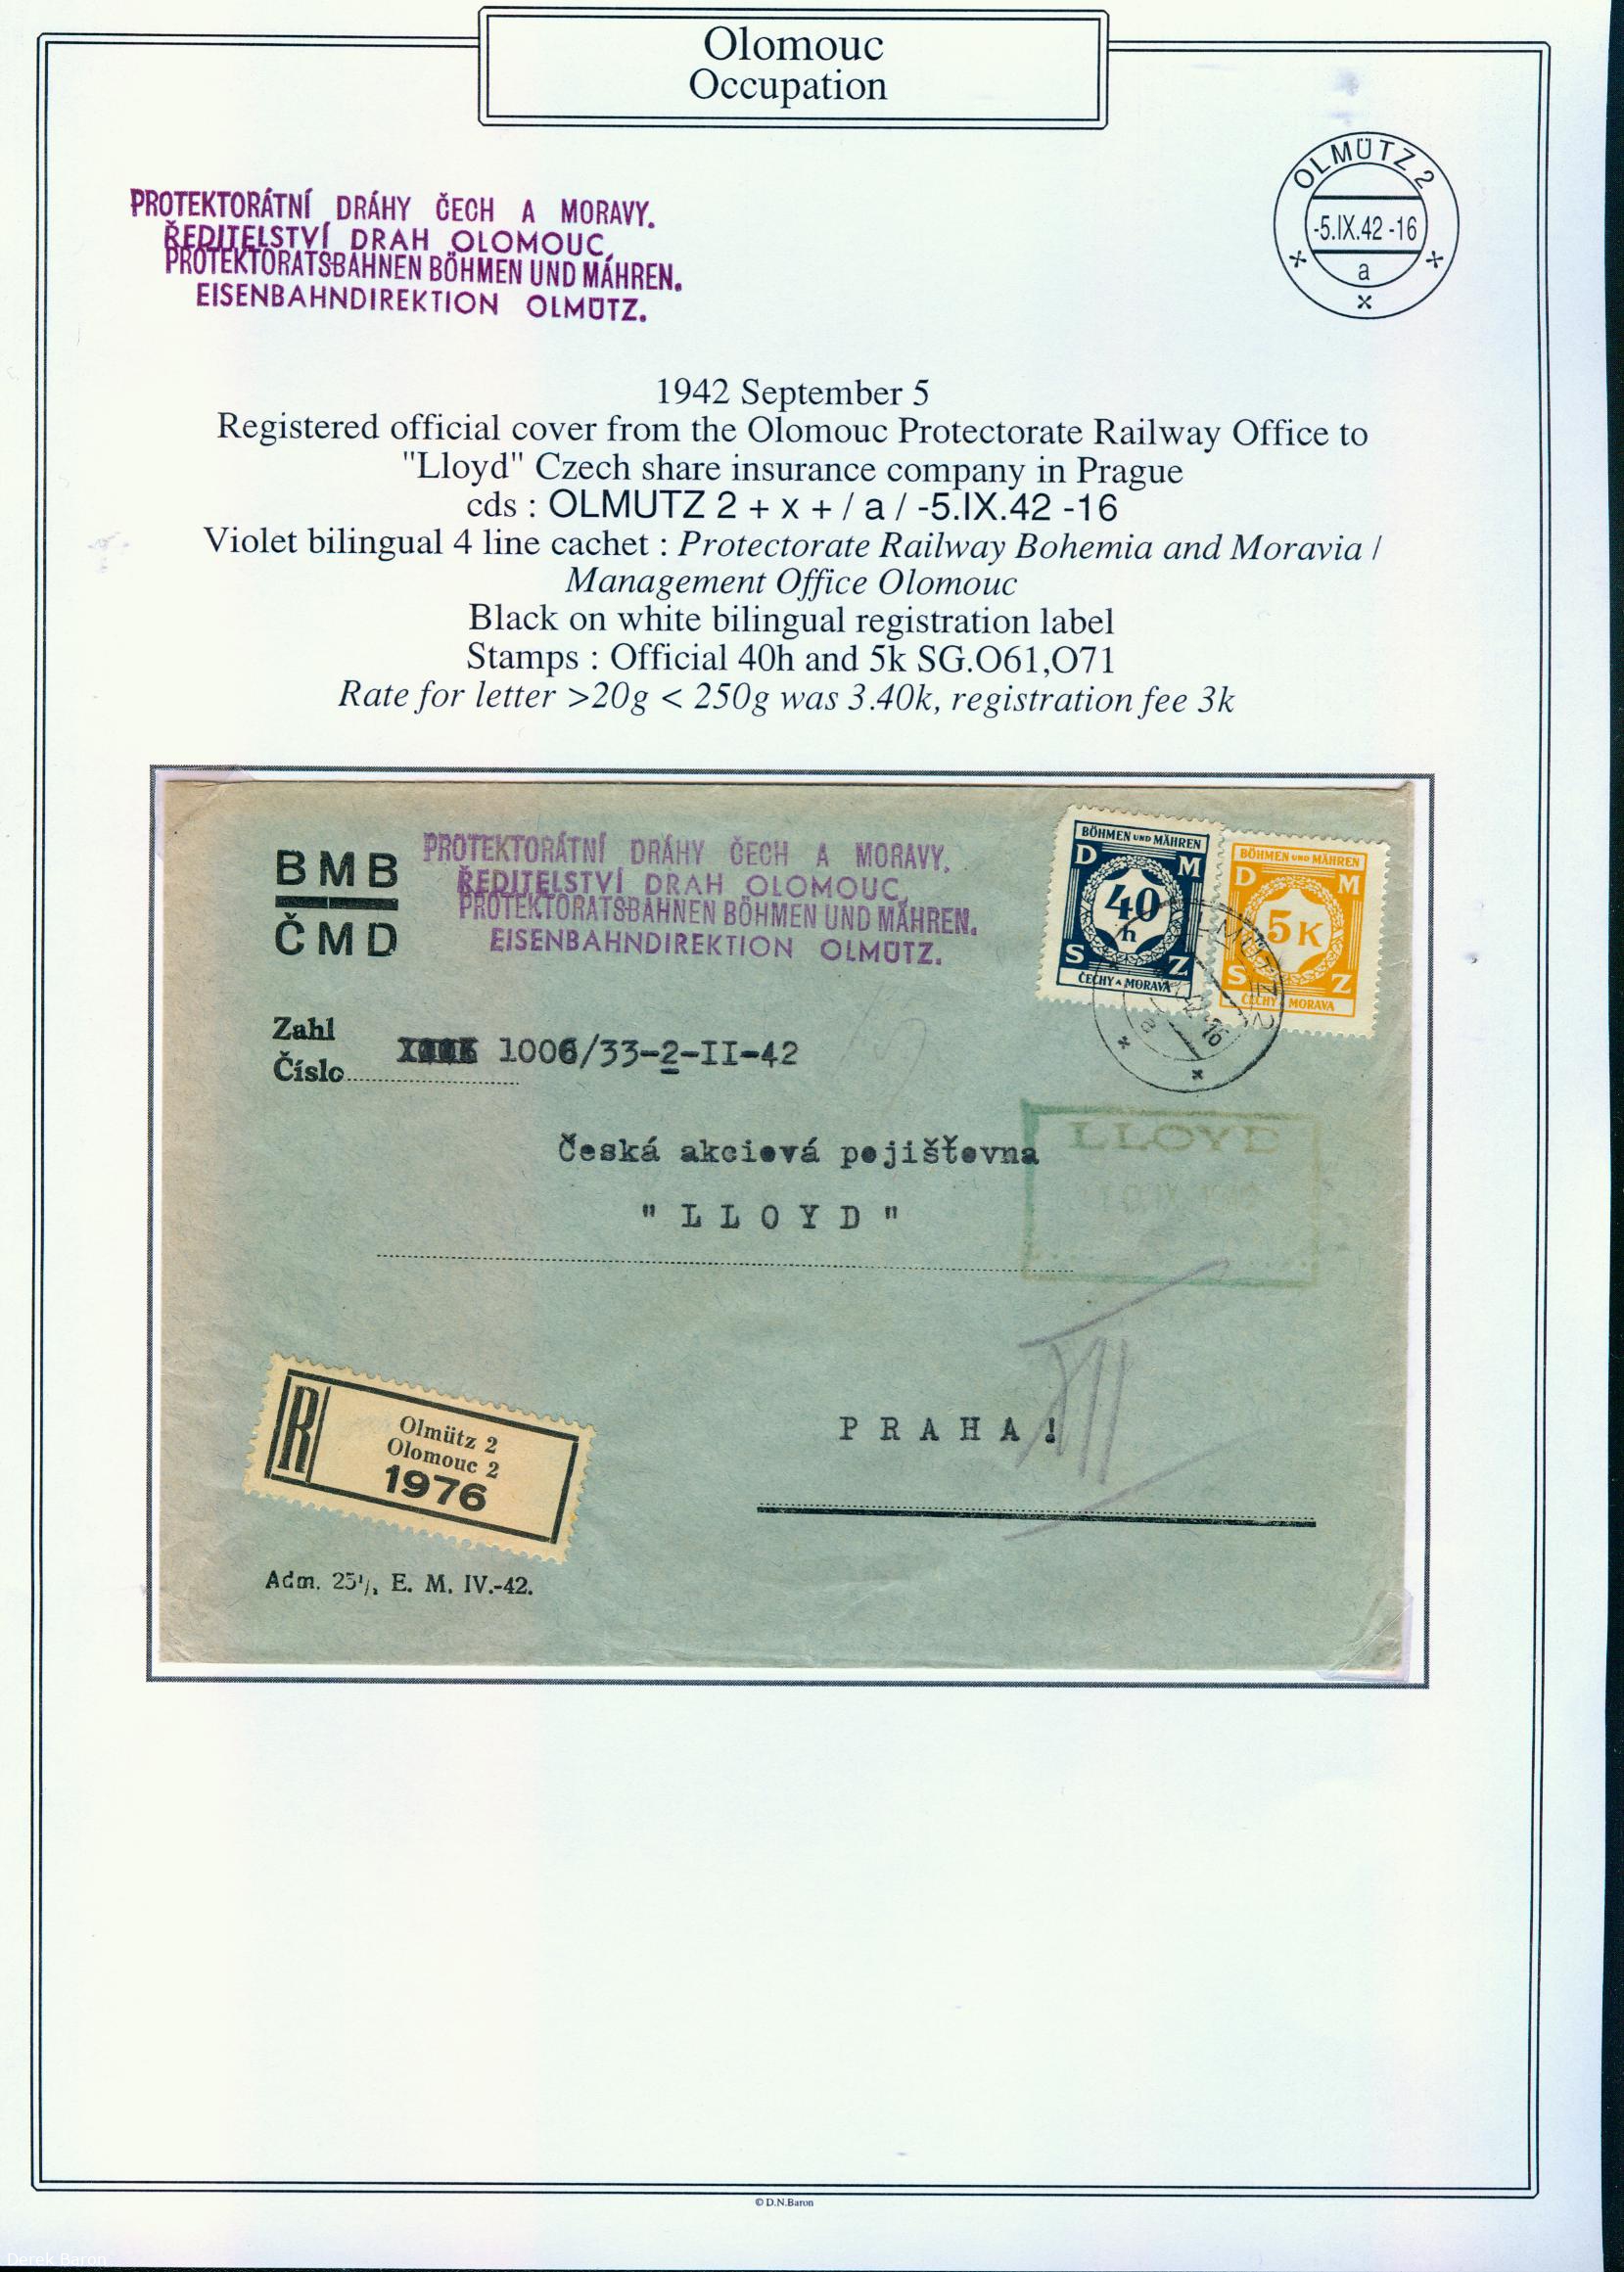 Olomouc
Occupation
PROTEKTORÁTNÍ DRÁHY ČECH A MORAVY.
ŘEDITELSTVÍ DRAH OLOMOUC,
PROTEKTORATSBAHNEN BÖHMEN UND MÄHREN.
EISENBAHNDIREKTION OLMÜTZ.
OLMÜTZ 2
-5.IX.42 -16
a
1942 September 5
Registered official cover from the Olomouc Protectorate Railway Office to
"Lloyd" Czech share insurance company in Prague
cds : OLMUTZ 2 + x + / a / -5.IX.42 -16
Violet bilingual 4 line cachet : Protectorate Railway Bohemia and Moravia /
Management Office Olomouc
Black on white bilingual registration label
Stamps : Official 40h and 5k SG.O61,O71
Rate for letter >20g < 250g was 3.40k, registration fee 3k
BMB
ČMD
PROTEKTORÁTNÍ DRÁHY ČECH A MORAVY.
ŘEDITELSTVÍ DRAH OLOMOUC,
PROTEKTORATSBAHNEN BÖHMEN UND MÄHREN.
EISENBAHNDIREKTION OLMÜTZ.
BÖHMEN UND MÄHREN
D M
40
h
S Z
ČECHY A MORAVA
BÖHMEN UND MÄHREN
D M
5 K
S Z
ČECHY A MORAVA
OLMÜTZ 2
16
a
Zahl
Číslo
1006/33-2-II-42
Česká akciová pojišťovna
" L L O Y D "
LLOYD
P R A H A !
R
Olmütz 2
Olomouc 2
1976
Adm. 25¹/, E. M. IV.-42.
© D.N.Baron
Derek Baron